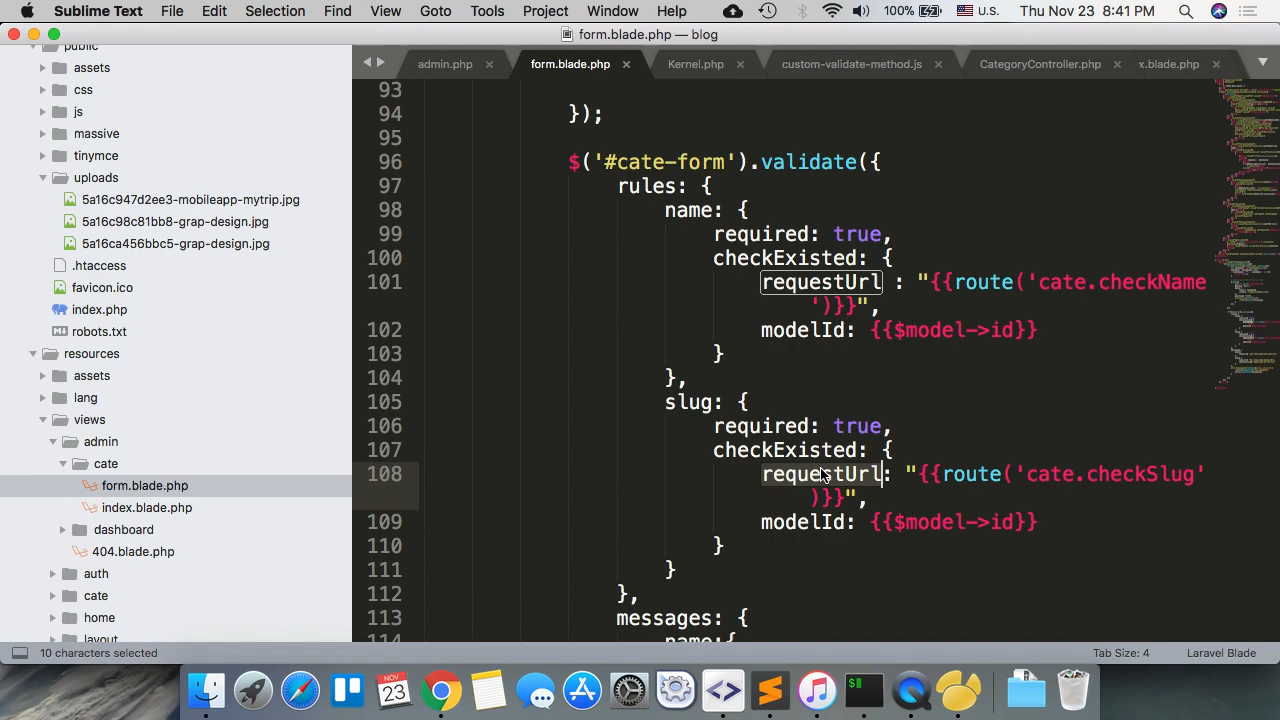 Sublime Text File Edit Selection Find View Goto Tools Project Window Help 100% U.S. Thu Nov 23 8:41 PM
form.blade.php — blog
public
assets
css
js
massive
tinymce
uploads
5a16c947d2ee3-mobileapp-mytrip.jpg
5a16c98c81bb8-grap-design.jpg
5a16ca456bbc5-grap-design.jpg
.htaccess
favicon.ico
index.php
robots.txt
resources
assets
lang
views
admin
cate
form.blade.php
index.blade.php
dashboard
404.blade.php
auth
cate
home
layout
admin.php form.blade.php Kernel.php custom-validate-method.js CategoryController.php x.blade.php
93
94 });
95
96 $('#cate-form').validate({
97 rules: {
98 name: {
99 required: true,
100 checkExisted: {
101 requestUrl : "{{route('cate.checkName
')}}",
102 modelId: {{$model->id}}
103 }
104 },
105 slug: {
106 required: true,
107 checkExisted: {
108 requestUrl: "{{route('cate.checkSlug'
)}}",
109 modelId: {{$model->id}}
110 }
111 }
112 },
113 messages: {
114 name:{
10 characters selected Tab Size: 4 Laravel Blade
NOV
23